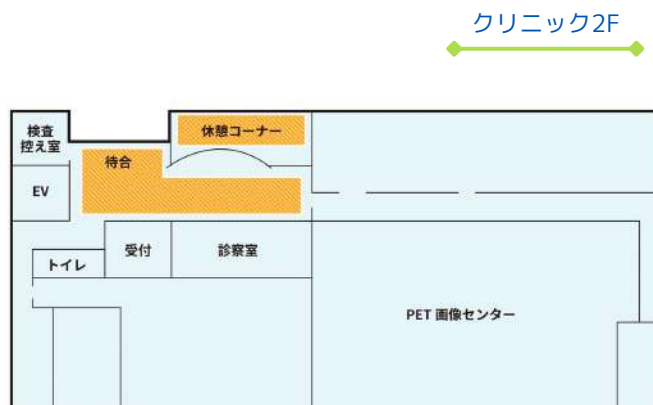 クリニック2F
検査
控え室
休憩コーナー
待合
EV
トイレ
受付
診察室
PET 画像センター